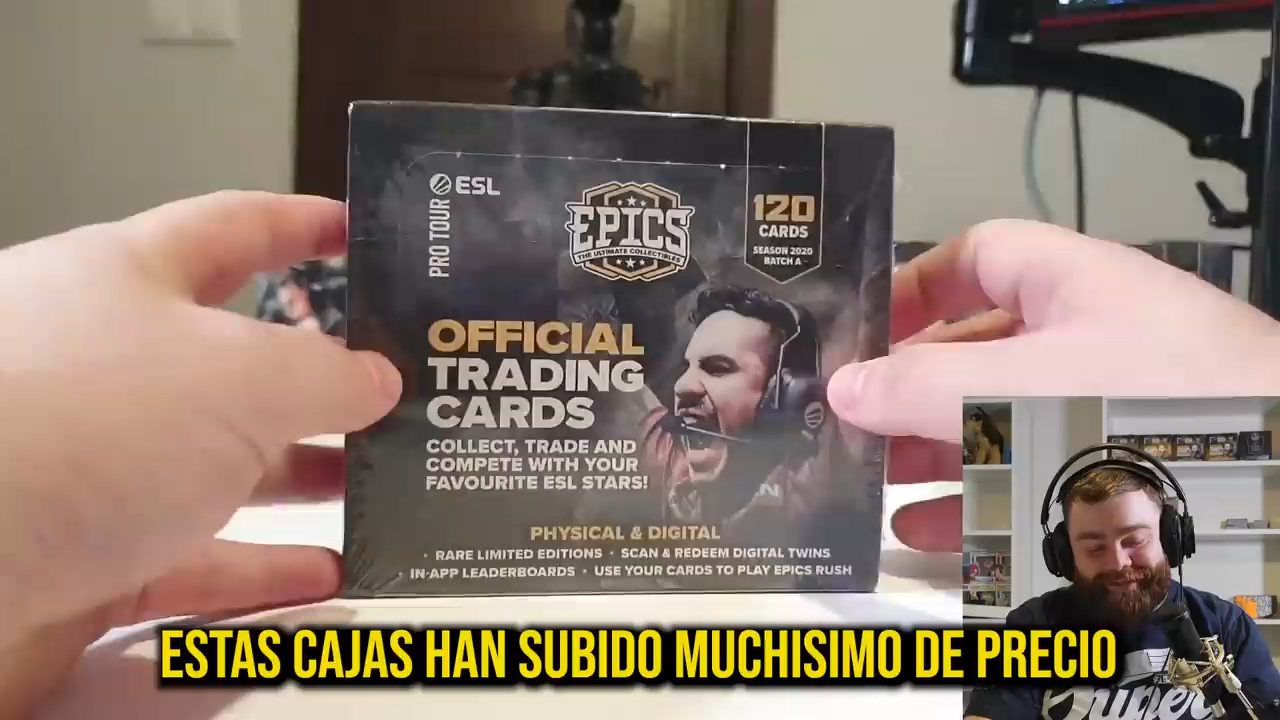 ESL
PRO TOUR
EPICS
THE ULTIMATE COLLECTIBLES
120
CARDS
SEASON 2020
BATCH A
OFFICIAL
TRADING
CARDS
COLLECT, TRADE AND
COMPETE WITH YOUR
FAVOURITE ESL STARS!
PHYSICAL & DIGITAL
· RARE LIMITED EDITIONS · SCAN & REDEEM DIGITAL TWINS
· IN-APP LEADERBOARDS · USE YOUR CARDS TO PLAY EPICS RUSH
ESTAS CAJAS HAN SUBIDO MUCHISIMO DE PRECIO